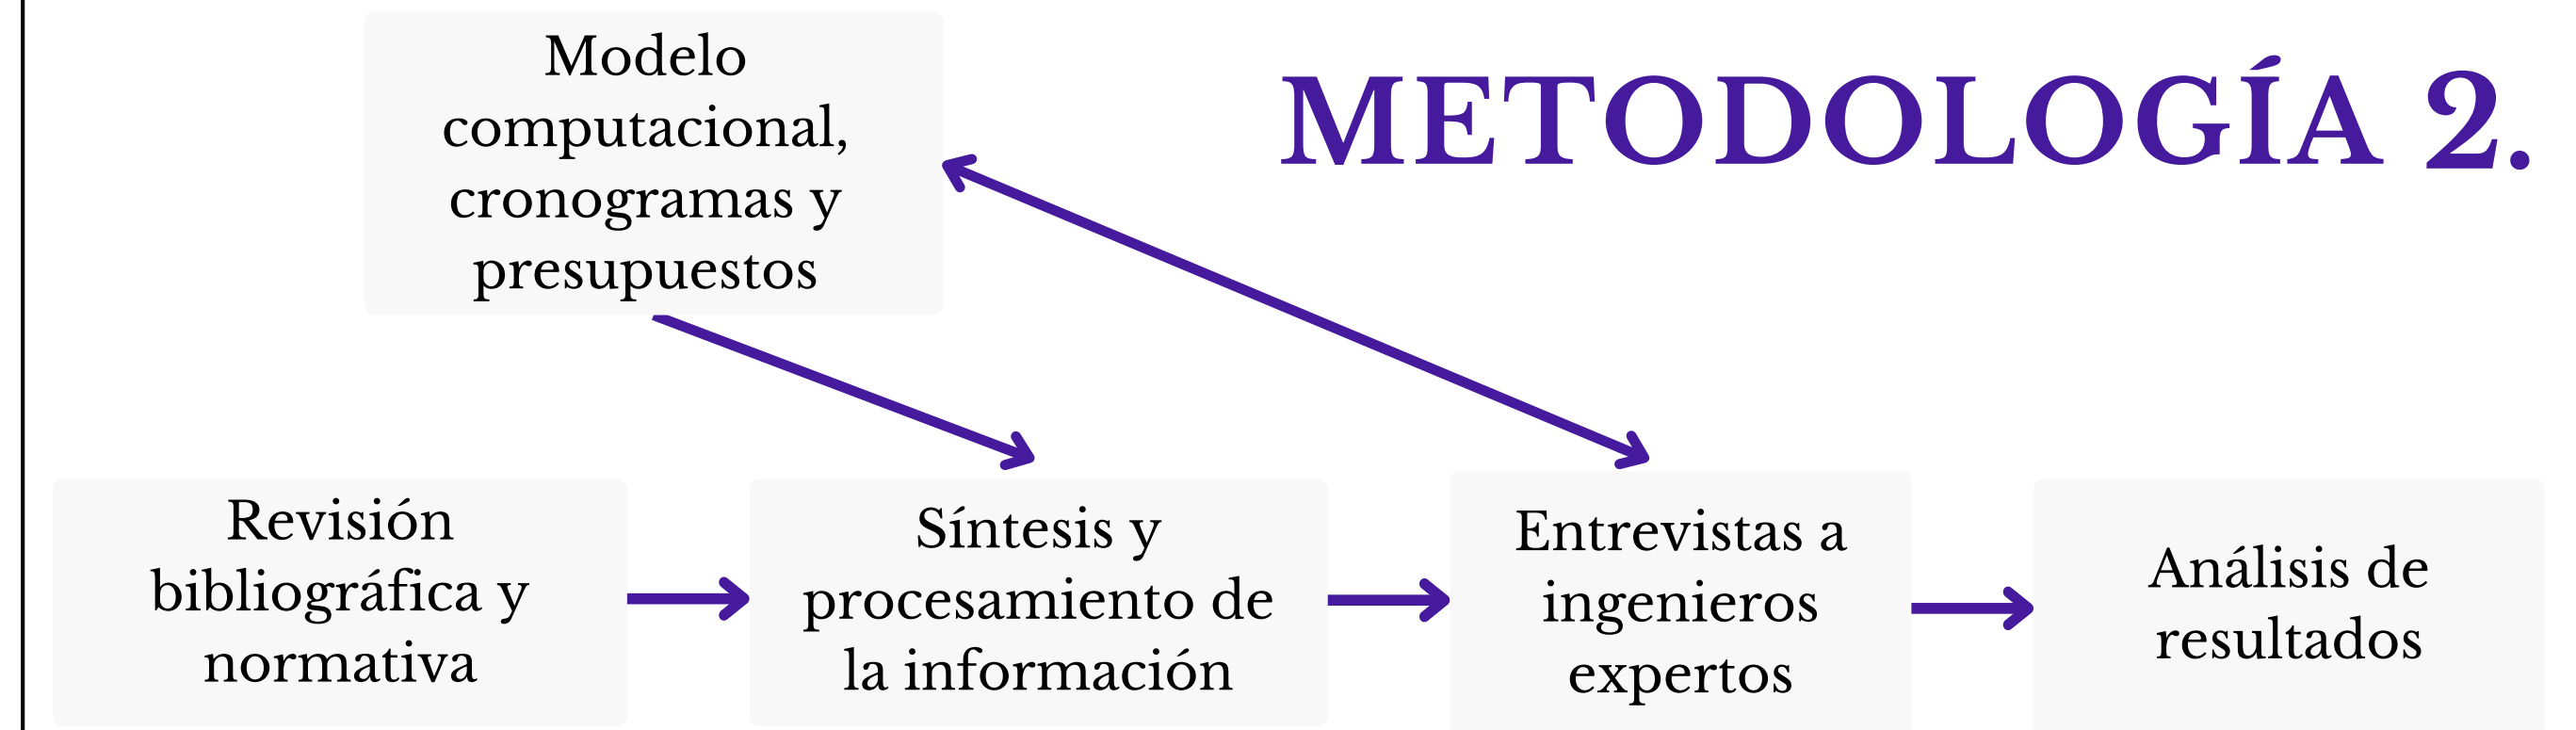 Modelo
computacional,
cronogramas y
presupuestos
METODOLOGÍA 2.
Revisión
bibliográfica y
normativa
Síntesis y
procesamiento de
la información
Entrevistas a
ingenieros
expertos
Análisis de
resultados